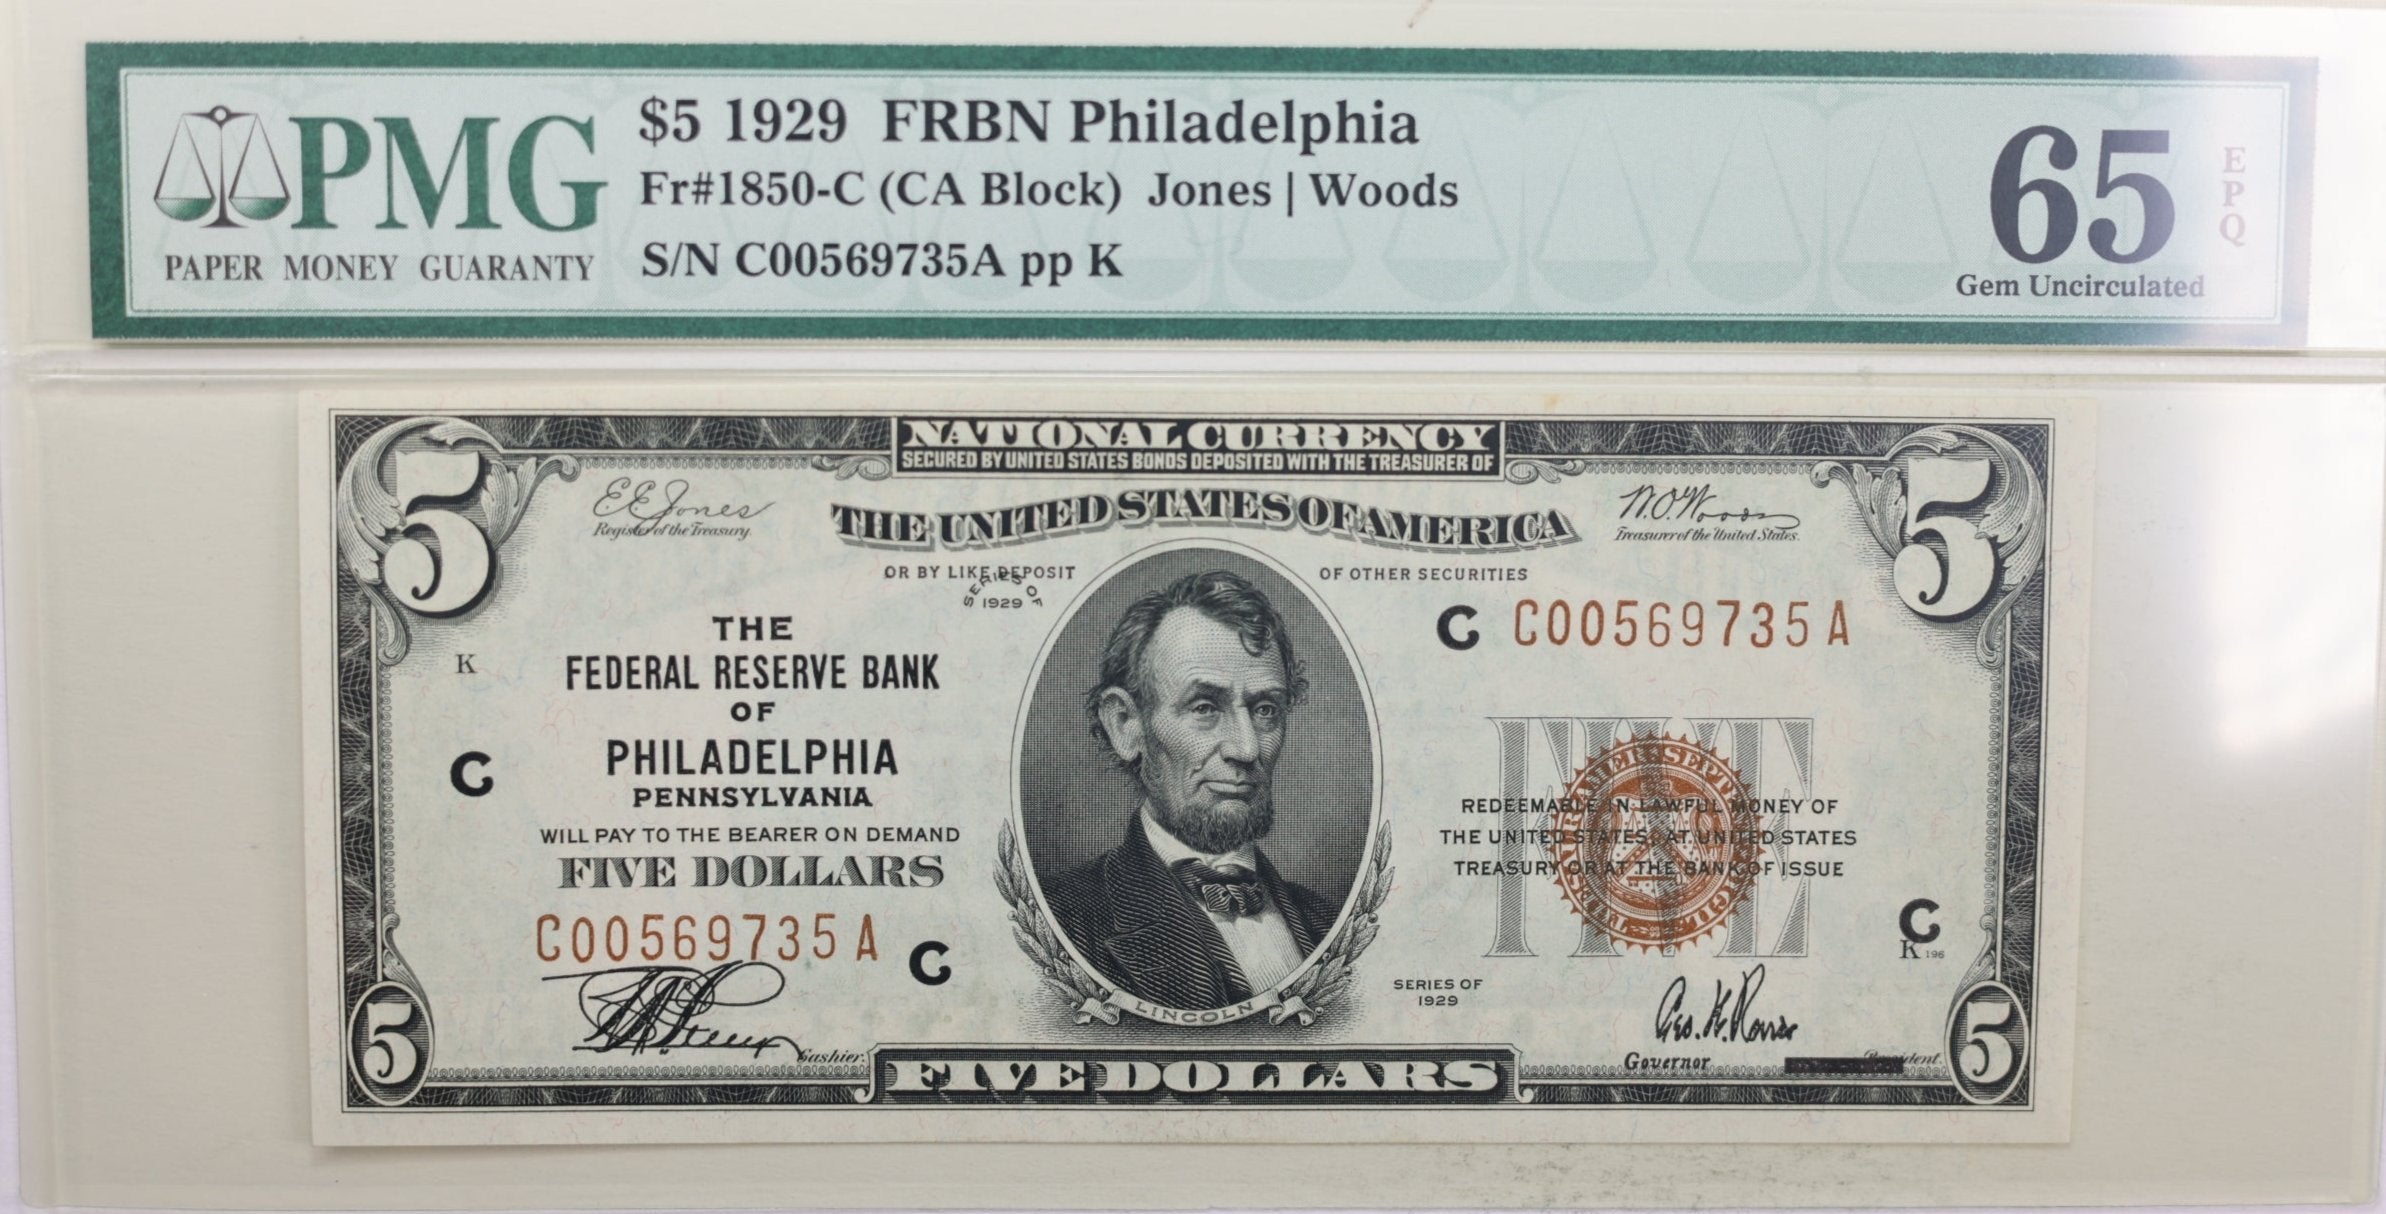 PMG
PAPER MONEY GUARANTY
$5 1929 FRBN Philadelphia
Fr#1850-C (CA Block) Jones | Woods
S/N C00569735A pp K
65
EPQ
Gem Uncirculated
NATIONAL CURRENCY
SECURED BY UNITED STATES BONDS DEPOSITED WITH THE TREASURER OF
5
5
E E Jones
Register of the Treasury.
THE UNITED STATES OF AMERICA
W.O. Woods
Treasurer of the United States.
OR BY LIKE DEPOSIT
OF OTHER SECURITIES
SERIES OF
1929
C C00569735A
THE
FEDERAL RESERVE BANK
OF
PHILADELPHIA
PENNSYLVANIA
K
C
WILL PAY TO THE BEARER ON DEMAND
FIVE DOLLARS
C00569735A
C
FIVE
REDEEMABLE IN LAWFUL MONEY OF
THE UNITED STATES AT UNITED STATES
TREASURY OR AT THE BANK OF ISSUE
C
K 196
LINCOLN
SERIES OF
1929
Cashier.
Geo. W. Norris
Governor
President.
5
FIVE DOLLARS
5